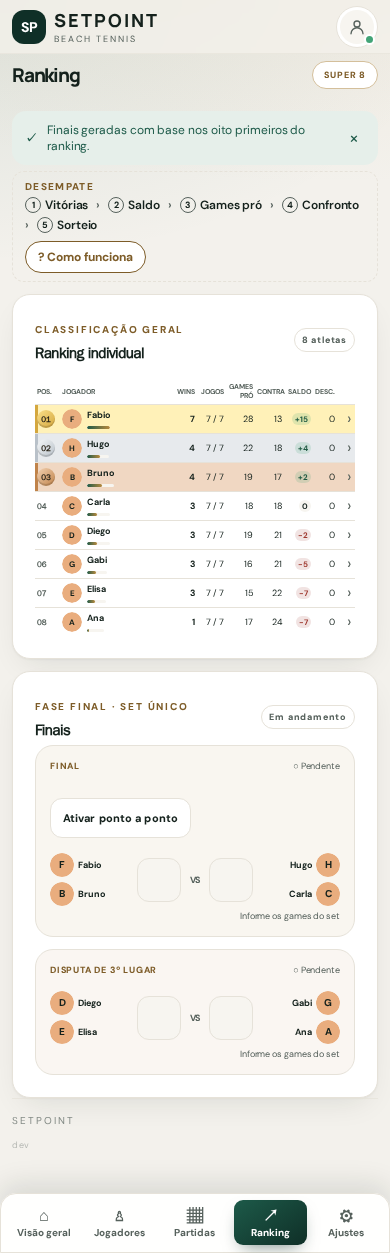 SP SETPOINT
BEACH TENNIS
Ranking
SUPER 8
✓ Finais geradas com base nos oito primeiros do
ranking. ×
DESEMPATE
1 Vitórias › 2 Saldo › 3 Games pró › 4 Confronto
› 5 Sorteio
? Como funciona
CLASSIFICAÇÃO GERAL
Ranking individual
8 atletas
POS. JOGADOR WINS JOGOS GAMES PRÓ CONTRA SALDO DESC.
01 F Fabio 7 7 / 7 28 13 +15 0 ›
02 H Hugo 4 7 / 7 22 18 +4 0 ›
03 B Bruno 4 7 / 7 19 17 +2 0 ›
04 C Carla 3 7 / 7 18 18 0 0 ›
05 D Diego 3 7 / 7 19 21 −2 0 ›
06 G Gabi 3 7 / 7 16 21 −5 0 ›
07 E Elisa 3 7 / 7 15 22 −7 0 ›
08 A Ana 1 7 / 7 17 24 −7 0 ›
FASE FINAL · SET ÚNICO
Finais
Em andamento
FINAL ○ Pendente
Ativar ponto a ponto
F Fabio Hugo H
VS
B Bruno Carla C
Informe os games do set
DISPUTA DE 3º LUGAR ○ Pendente
D Diego Gabi G
VS
E Elisa Ana A
Informe os games do set
SETPOINT
dev
Visão geral Jogadores Partidas Ranking Ajustes